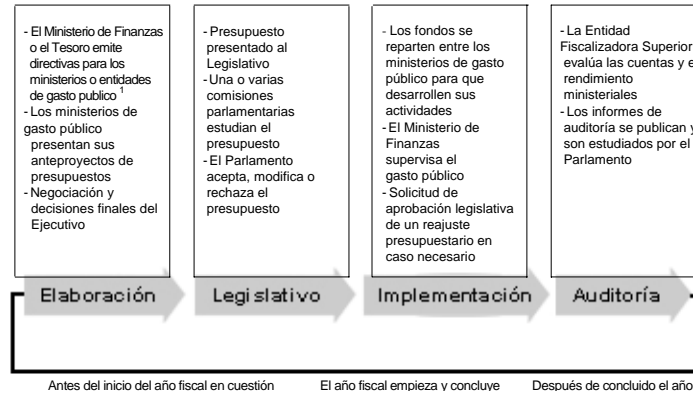 - El Ministerio de Finanzas
o el Tesoro emite
directivas para los
ministerios o entidades
de gasto publico 1
- Los ministerios de
gasto público
presentan sus
anteproyectos de
presupuestos
- Negociación y
decisiones finales del
Ejecutivo
- Presupuesto
presentado al
Legislativo
- Una o varias
comisiones
parlamentarias
estudian el
presupuesto
- El Parlamento
acepta, modifica o
rechaza el
presupuesto
- Los fondos se
reparten entre los
ministerios de gasto
público para que
desarrollen sus
actividades
- El Ministerio de
Finanzas
supervisa el
gasto público
- Solicitud de
aprobación legislativa
de un reajuste
presupuestario en
caso necesario
- La Entidad
Fiscalizadora Superior
evalúa las cuentas y e
rendimiento
ministeriales
- Los informes de
auditoría se publican y
son estudiados por el
Parlamento
Elaboración
Legislativo
Implementación
Auditoría
Antes del inicio del año fiscal en cuestión
El año fiscal empieza y concluye
Después de concluido el año